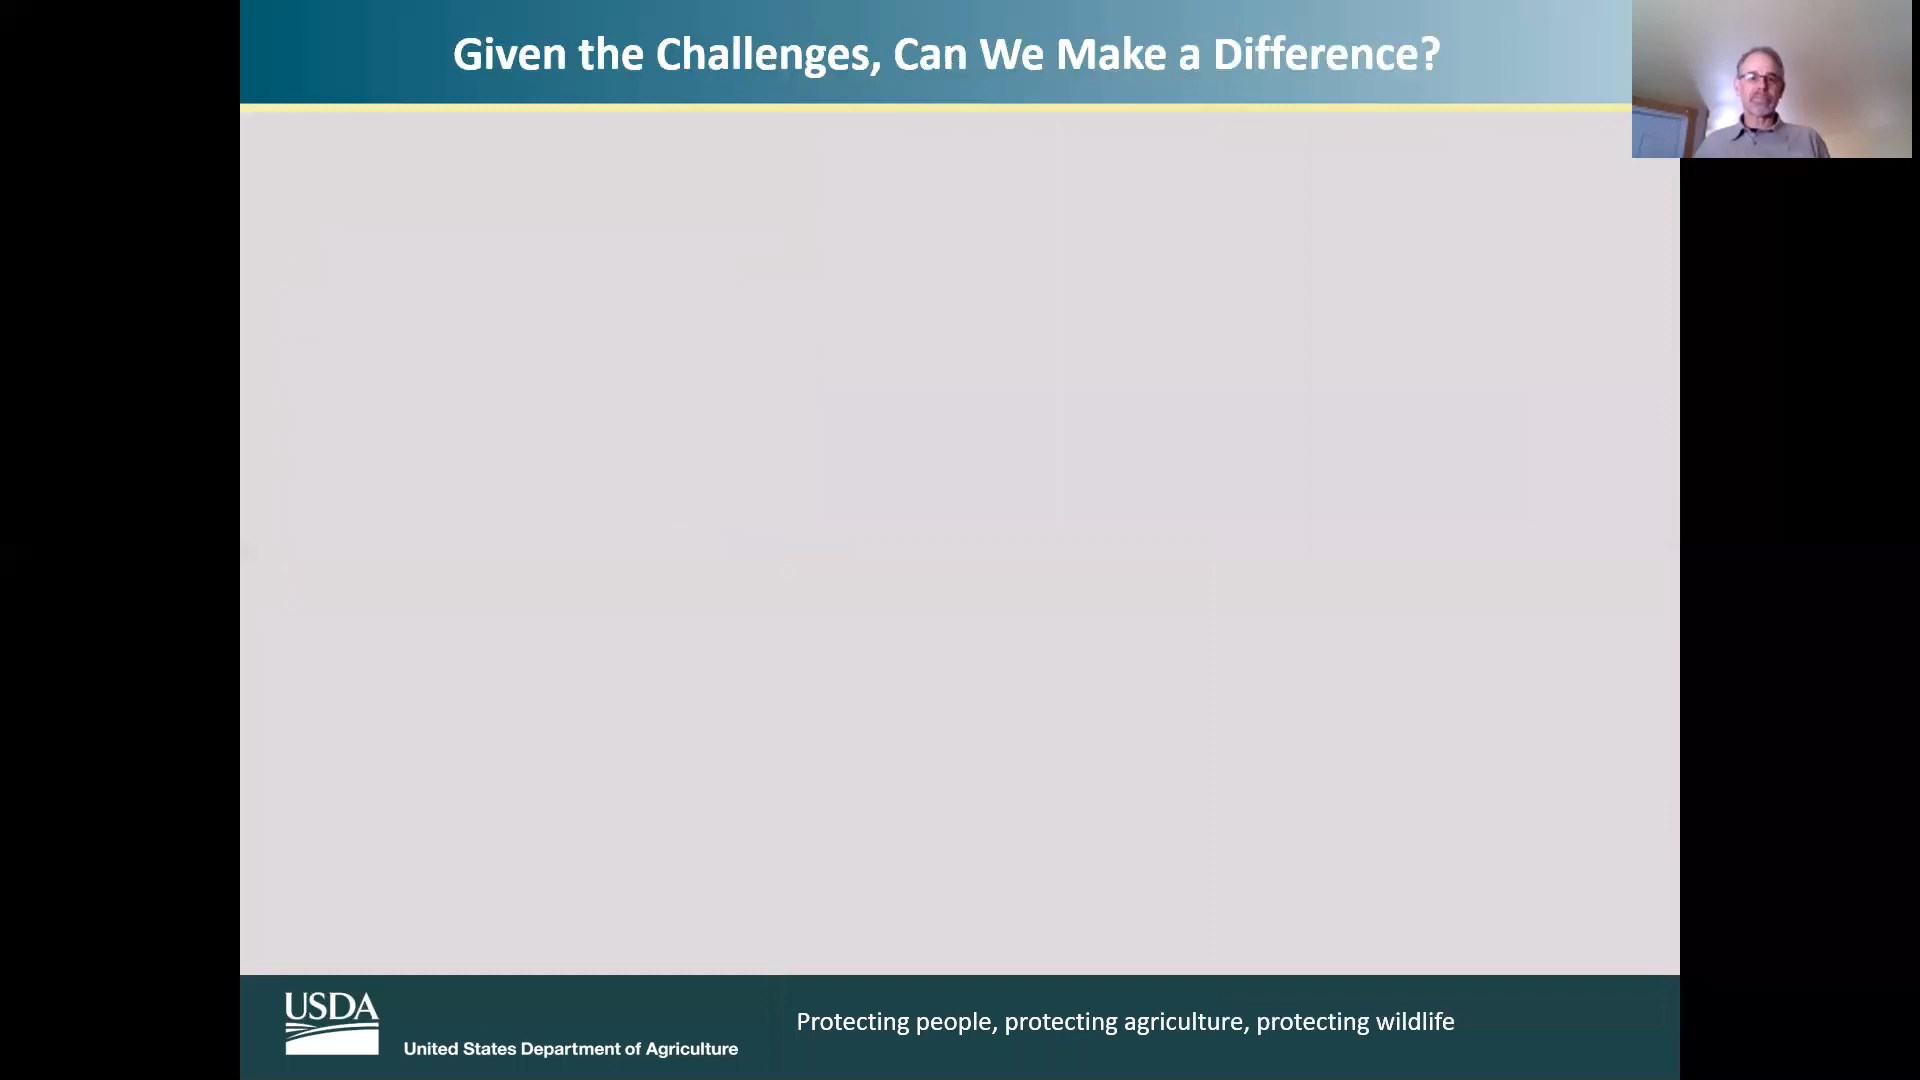 Given the Challenges, Can We Make a Difference?
USDA
United States Department of Agriculture
Protecting people, protecting agriculture, protecting wildlife